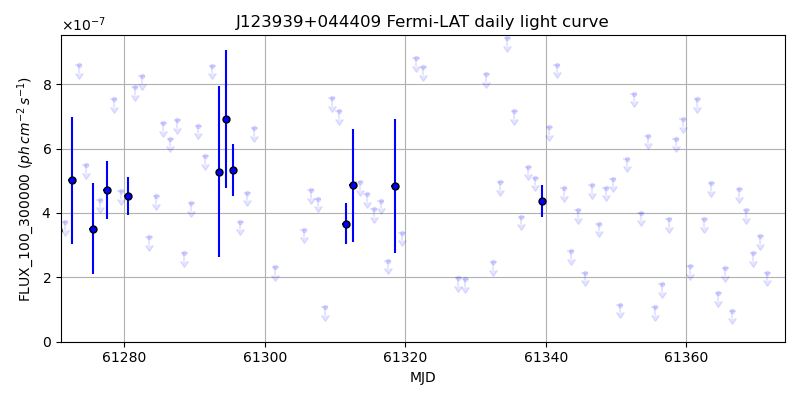 J123939+044409 Fermi-LAT daily light curve
×10⁻⁷
FLUX_100_300000 (ph cm⁻² s⁻¹)
8
6
4
2
0
61280 61300 61320 61340 61360
MJD